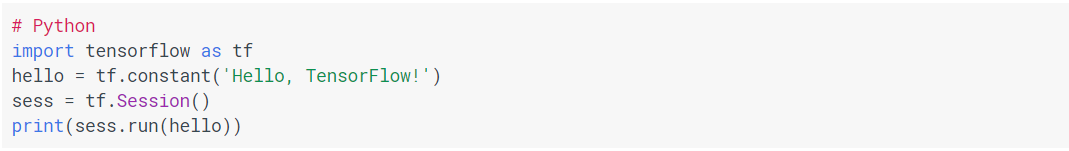 # Python
import tensorflow as tf
hello = tf.constant('Hello, TensorFlow!')
sess = tf.Session()
print(sess.run(hello))